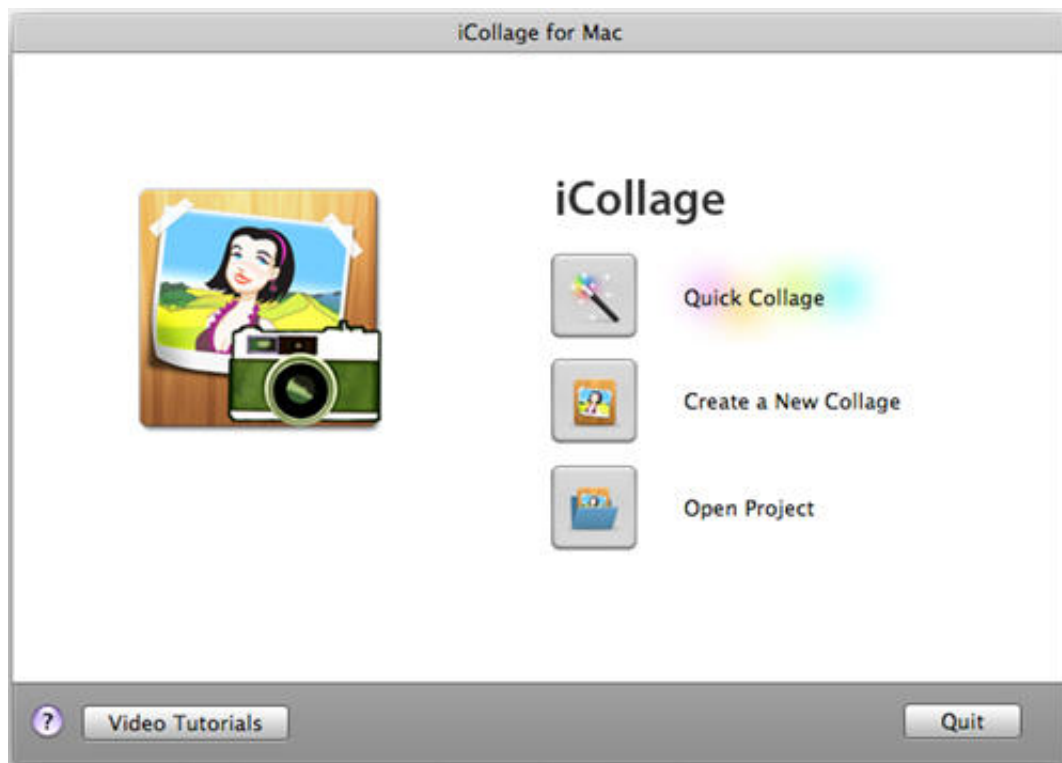 iCollage for Mac
iCollage
Quick Collage
Create a New Collage
Open Project
?
Video Tutorials
Quit